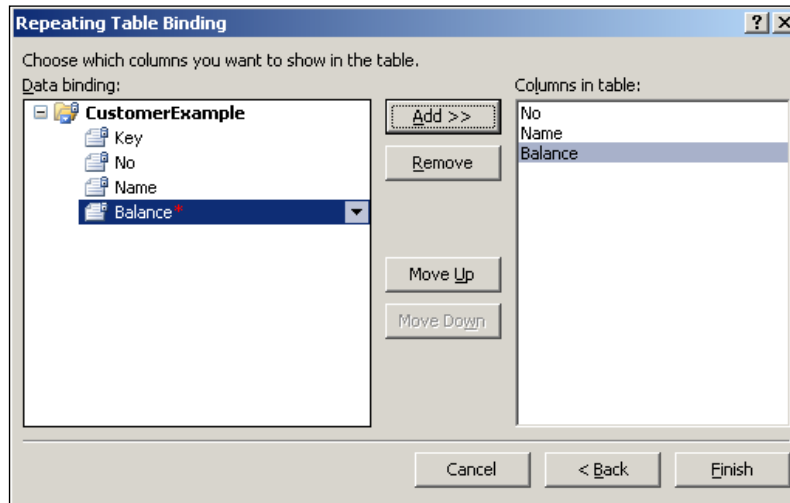 Repeating Table Binding
Choose which columns you want to show in the table.
Data binding:
CustomerExample
Key
No
Name
Balance*
Add >>
Remove
Move Up
Move Down
Columns in table:
No
Name
Balance
Cancel
< Back
Finish